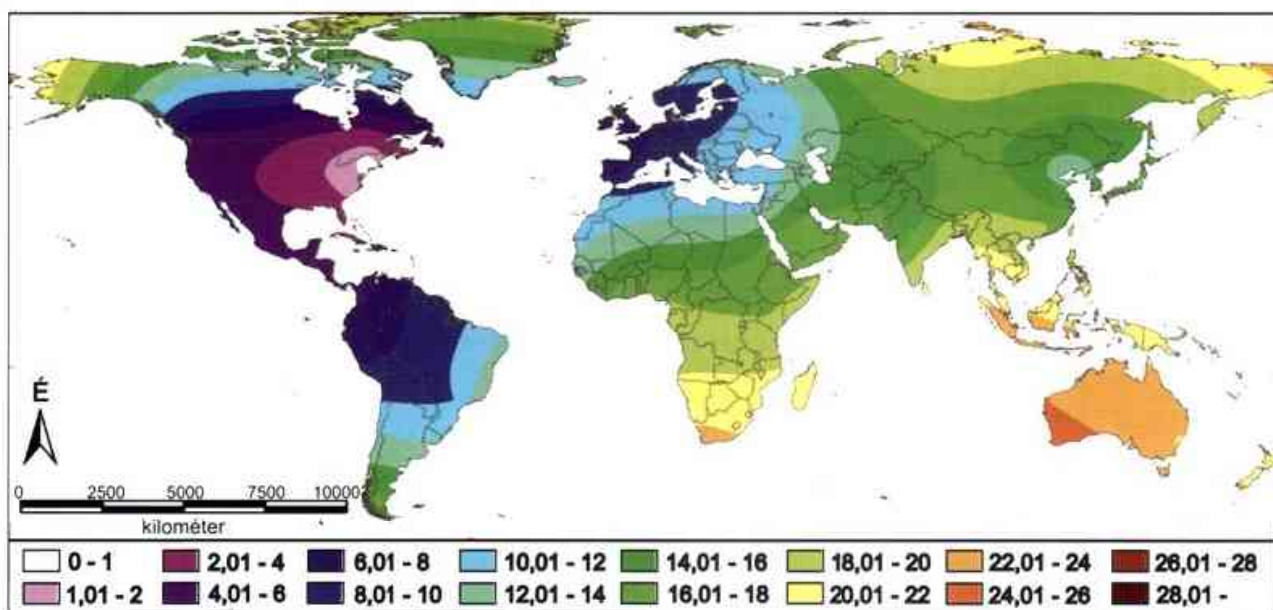 É
0 2500 5000 7500 10000
kilométer
0 - 1 2,01 - 4 6,01 - 8 10,01 - 12 14,01 - 16 18,01 - 20 22,01 - 24 26,01 - 28
1,01 - 2 4,01 - 6 8,01 - 10 12,01 - 14 16,01 - 18 20,01 - 22 24,01 - 26 28,01 -